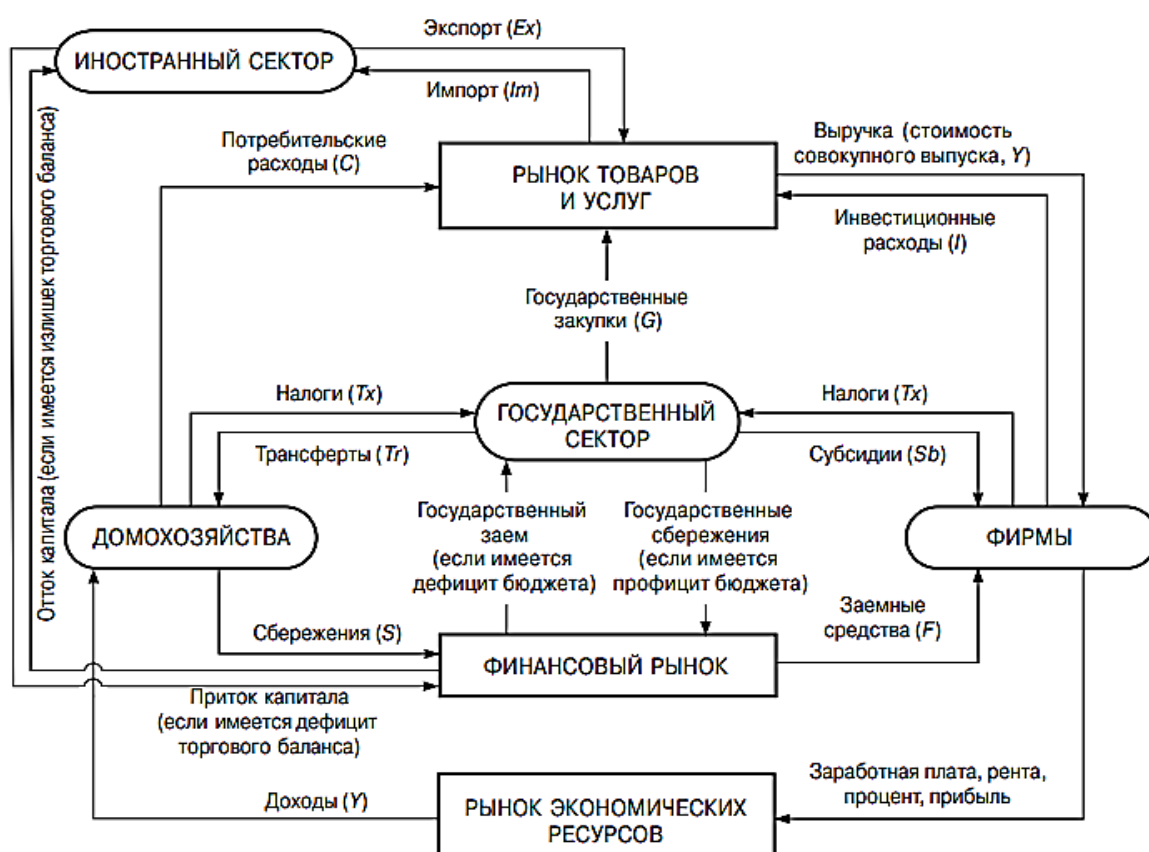 Экспорт (Ex)
ИНОСТРАННЫЙ СЕКТОР
Импорт (Im)
Отток капитала (если имеется излишек торгового баланса)
Потребительские
расходы (C)
РЫНОК ТОВАРОВ
И УСЛУГ
Выручка (стоимость
совокупного выпуска, Y)
Инвестиционные
расходы (I)
Государственные
закупки (G)
Налоги (Tx)
ГОСУДАРСТВЕННЫЙ
СЕКТОР
Налоги (Tx)
Трансферты (Tr)
Субсидии (Sb)
ДОМОХОЗЯЙСТВА
Государственный
заем
(если имеется
дефицит бюджета)
Государственные
сбережения
(если имеется
профицит бюджета)
ФИРМЫ
Сбережения (S)
ФИНАНСОВЫЙ РЫНОК
Заемные
средства (F)
Приток капитала
(если имеется дефицит
торгового баланса)
Доходы (Y)
РЫНОК ЭКОНОМИЧЕСКИХ
РЕСУРСОВ
Заработная плата, рента,
процент, прибыль